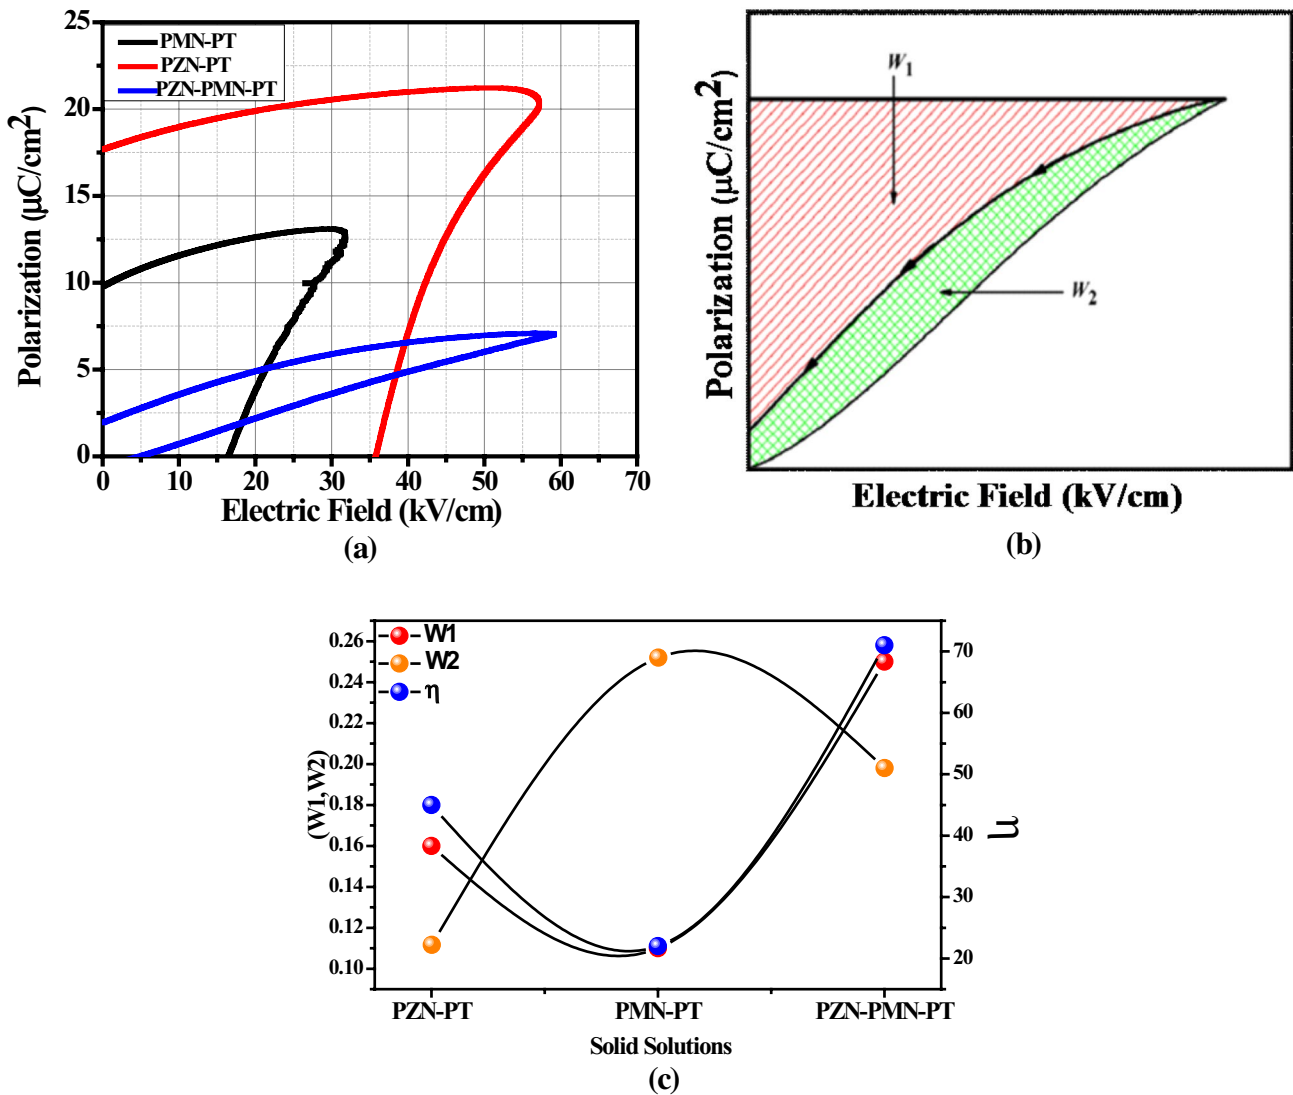 25
20
15
10
5
0
Polarization (µC/cm2)
PMN-PT
PZN-PT
PZN-PMN-PT
0 10 20 30 40 50 60 70
Electric Field (kV/cm)
(a)
Polarization (µC/cm2)
W1
W2
Electric Field (kV/cm)
(b)
W1
W2
η
0.26
0.24
0.22
0.20
0.18
0.16
0.14
0.12
0.10
(W1,W2)
70
60
50
40
30
20
η
PZN-PT PMN-PT PZN-PMN-PT
Solid Solutions
(c)